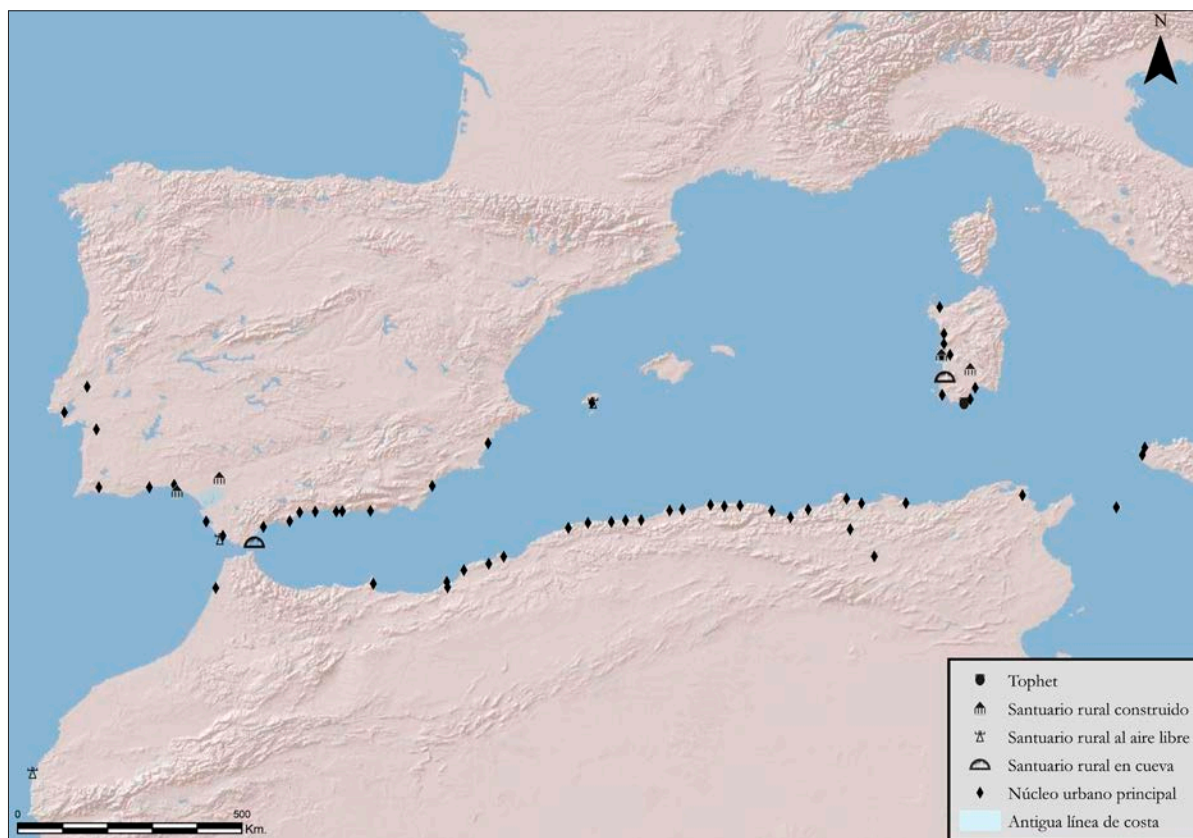 N
Tophet
Santuario rural construido
Santuario rural al aire libre
Santuario rural en cueva
Núcleo urbano principal
Antigua línea de costa
0 500
Km.